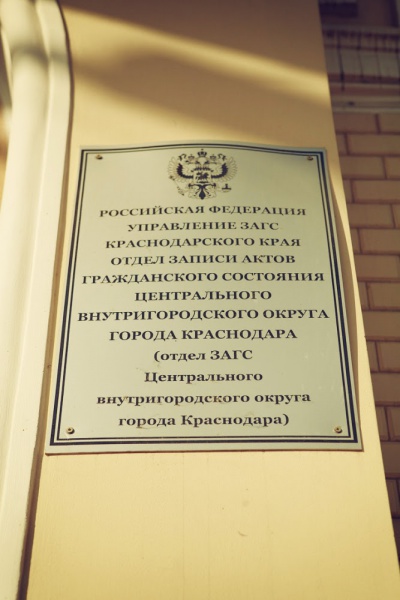 РОССИЙСКАЯ ФЕДЕРАЦИЯ
УПРАВЛЕНИЕ ЗАГС
КРАСНОДАРСКОГО КРАЯ
ОТДЕЛ ЗАПИСИ АКТОВ
ГРАЖДАНСКОГО СОСТОЯНИЯ
ЦЕНТРАЛЬНОГО
ВНУТРИГОРОДСКОГО ОКРУГА
ГОРОДА КРАСНОДАРА
(отдел ЗАГС
Центрального
внутригородского округа
города Краснодара)